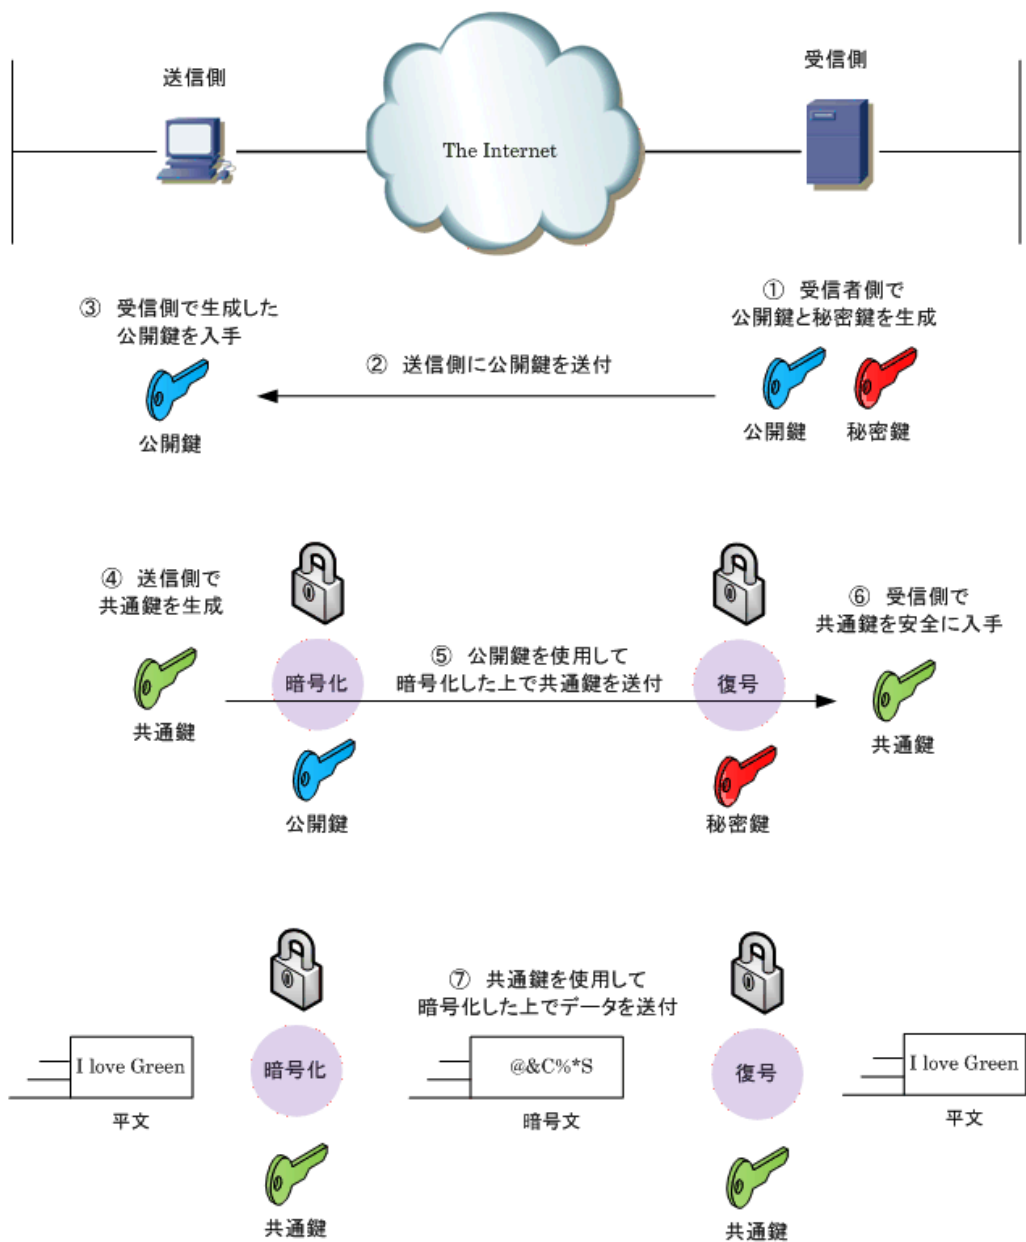 送信側
受信側
The Internet
③ 受信側で生成した
公開鍵を入手
① 受信者側で
公開鍵と秘密鍵を生成
② 送信側に公開鍵を送付
公開鍵
公開鍵
秘密鍵
④ 送信側で
共通鍵を生成
⑥ 受信側で
共通鍵を安全に入手
⑤ 公開鍵を使用して
暗号化した上で共通鍵を送付
暗号化
復号
共通鍵
共通鍵
公開鍵
秘密鍵
⑦ 共通鍵を使用して
暗号化した上でデータを送付
I love Green
暗号化
@&C%*S
復号
I love Green
平文
暗号文
平文
共通鍵
共通鍵